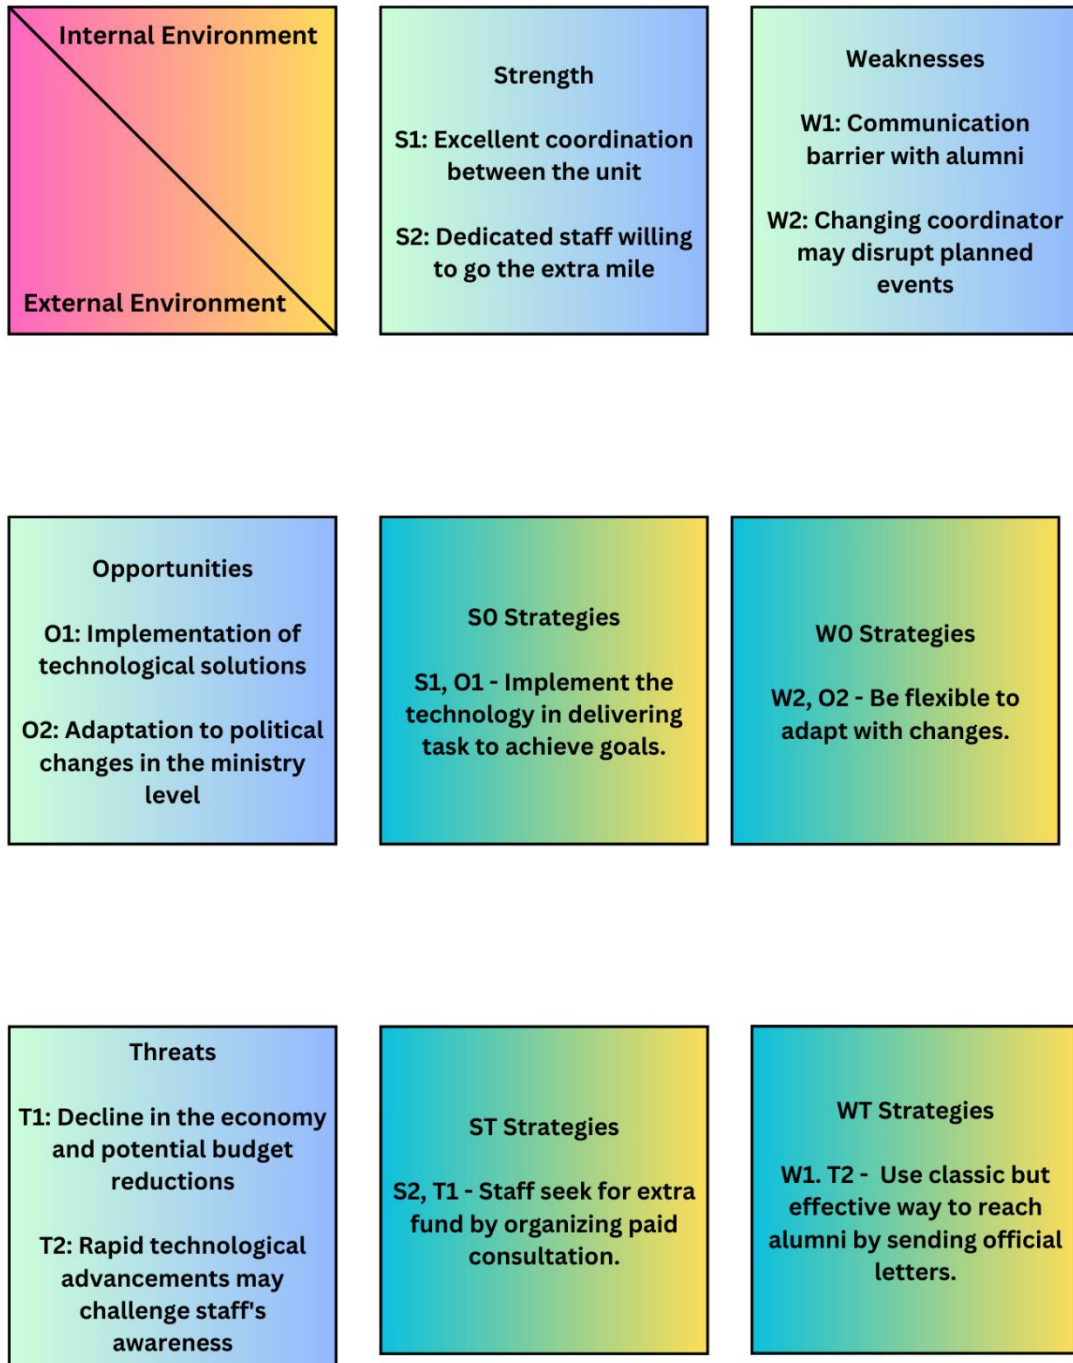 Internal Environment
External Environment
Strength
S1: Excellent coordination
between the unit
S2: Dedicated staff willing
to go the extra mile
Weaknesses
W1: Communication
barrier with alumni
W2: Changing coordinator
may disrupt planned
events
Opportunities
O1: Implementation of
technological solutions
O2: Adaptation to political
changes in the ministry
level
S0 Strategies
S1, O1 - Implement the
technology in delivering
task to achieve goals.
W0 Strategies
W2, O2 - Be flexible to
adapt with changes.
Threats
T1: Decline in the economy
and potential budget
reductions
T2: Rapid technological
advancements may
challenge staff's
awareness
ST Strategies
S2, T1 - Staff seek for extra
fund by organizing paid
consultation.
WT Strategies
W1. T2 -  Use classic but
effective way to reach
alumni by sending official
letters.